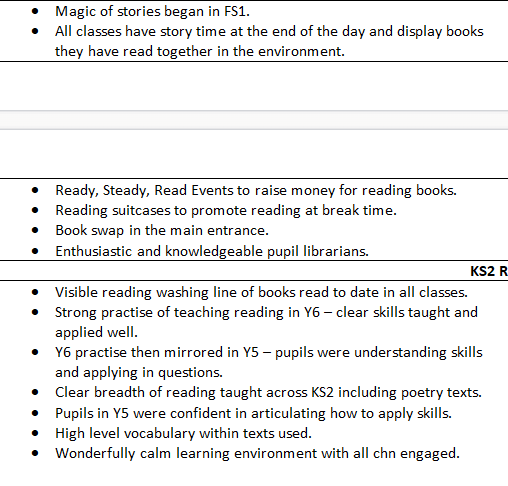 • Magic of stories began in FS1.
• All classes have story time at the end of the day and display books
they have read together in the environment.
• Ready, Steady, Read Events to raise money for reading books.
• Reading suitcases to promote reading at break time.
• Book swap in the main entrance.
• Enthusiastic and knowledgeable pupil librarians.
KS2 R
• Visible reading washing line of books read to date in all classes.
• Strong practise of teaching reading in Y6 – clear skills taught and
applied well.
• Y6 practise then mirrored in Y5 – pupils were understanding skills
and applying in questions.
• Clear breadth of reading taught across KS2 including poetry texts.
• Pupils in Y5 were confident in articulating how to apply skills.
• High level vocabulary within texts used.
• Wonderfully calm learning environment with all chn engaged.